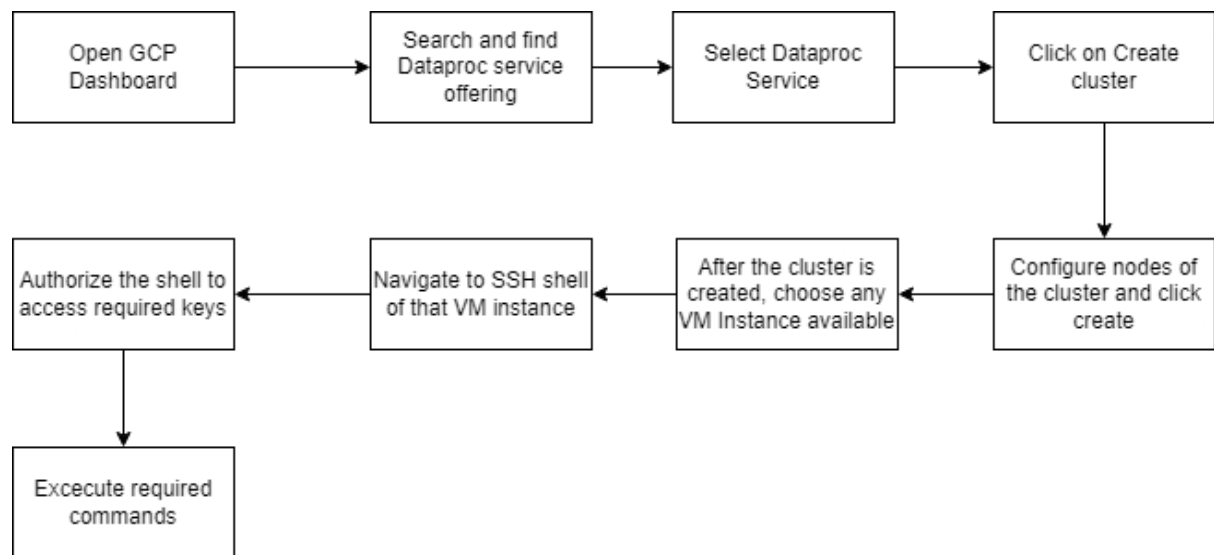 Open GCP
Dashboard
Search and find
Dataproc service
offering
Select Dataproc
Service
Click on Create
cluster
Configure nodes of
the cluster and click
create
After the cluster is
created, choose any
VM Instance available
Navigate to SSH shell
of that VM instance
Authorize the shell to
access required keys
Excecute required
commands